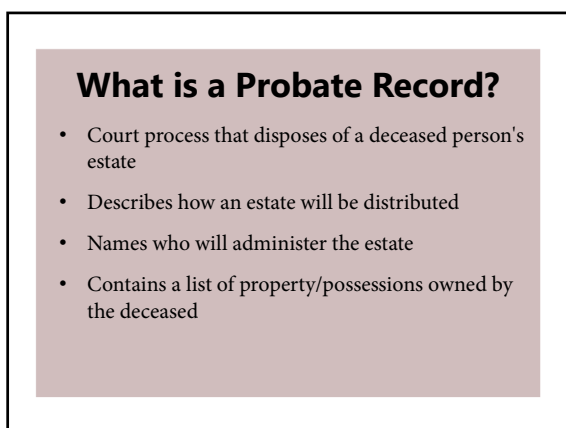 What is a Probate Record?
• Court process that disposes of a deceased person's
estate
• Describes how an estate will be distributed
• Names who will administer the estate
• Contains a list of property/possessions owned by
the deceased